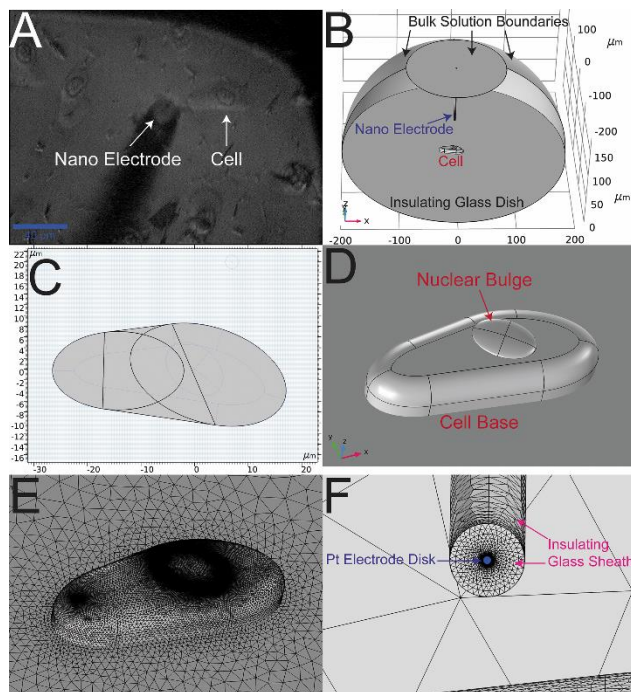 A
Nano Electrode
Cell
B
Bulk Solution Boundaries
100
μm
0
-100
Nano Electrode
-200
150
Cell
100
Insulating Glass Dish
50
μm
0
-200
-100
0
100
200
z
x
C
μm
22
20
18
16
14
12
10
8
6
4
2
0
-2
-4
-6
-8
-10
-12
-14
-16
μm
-30
-20
-10
0
10
20
D
Nuclear Bulge
Cell Base
y
z
x
E
F
Insulating
Pt Electrode Disk
Glass Sheath